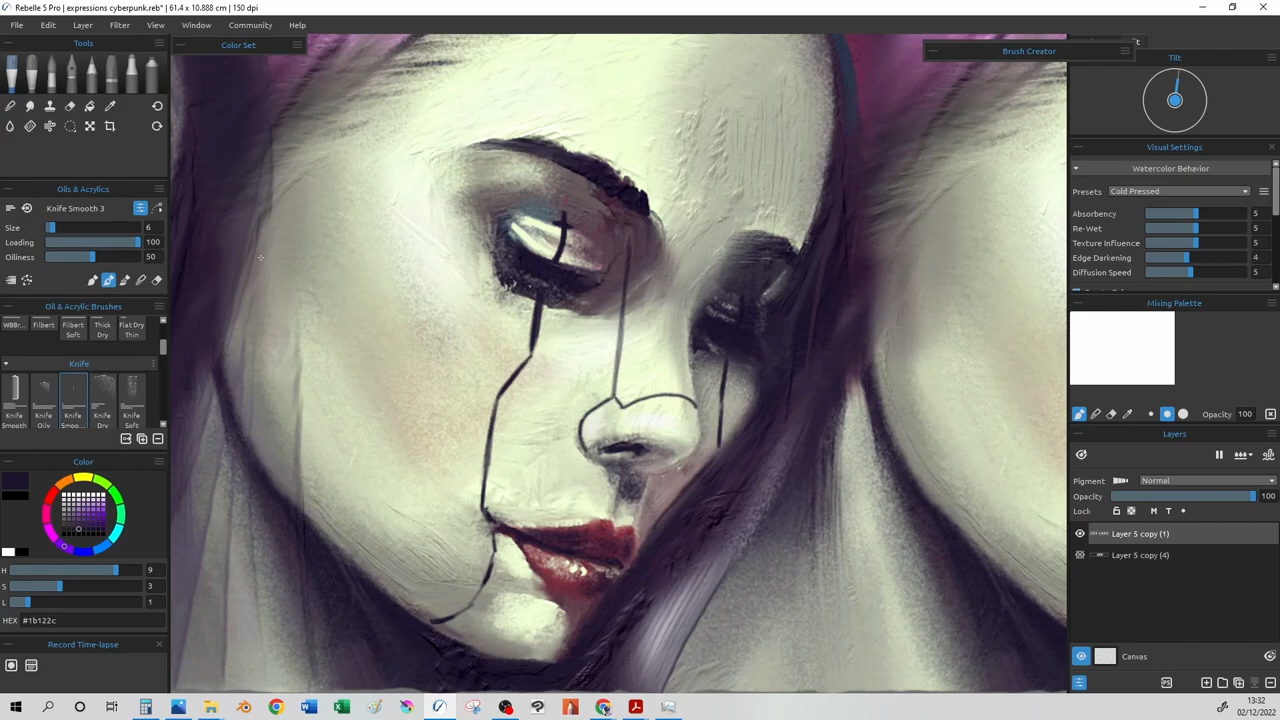 Rebelle 5 Pro | expressions cyberpunk.reb* | 61.4 x 10.888 cm | 150 dpi
File Edit Layer Filter View Window Community Help
Tools
Color Set
Brush Creator
Tilt
Visual Settings
Watercolor Behavior
Presets Cold Pressed
Absorbency 5
Re-Wet 5
Texture Influence 5
Edge Darkening 4
Diffusion Speed 5
Oils & Acrylics
Knife Smooth 3
Size 6
Loading 100
Oiliness 50
Oil & Acrylic Brushes
WBBr... Filbert Filbert Soft Thick Dry Flat Dry Thin
Knife
Knife Smooth Knife Oily Knife Smoo... Knife Dry Knife Soft
Mixing Palette
Opacity 100
Color
H 9
S 3
L 1
HEX #1b122c
Layers
Pigment Normal
Opacity 100
Lock M T
Layer 5 copy (1)
Layer 5 copy (4)
Canvas
Record Time-lapse
13:32
02/12/2022